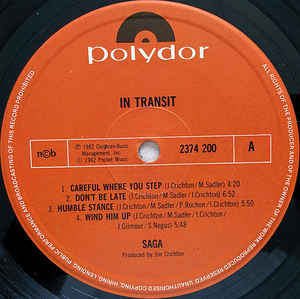 polydor
IN TRANSIT
℗ 1982
Management, Inc.
© 1982 Pocket Music
n©b
2374 200
A
1. CAREFUL WHERE YOU STEP (J.Crichton / M.Sadler) 4:20
2. DON'T BE LATE (J.Crichton / M.Sadler / I.Crichton) 6:52
3. HUMBLE STANCE (J.Crichton / M.Sadler / P.Rochon / I.Crichton) 5:50
4. WIND HIM UP (J.Crichton / M.Sadler / I.Crichton /
J.Gilmour / S.Negus) 5:48
SAGA
Produced by Jim Crichton
ALL RIGHTS OF THE PRODUCER AND OF THE OWNER OF THE WORK REPRODUCED RESERVED UNAUTHORISED COPYING, HIRING, LENDING, PUBLIC PERFORMANCE AND BROADCASTING OF THIS RECORD PROHIBITED